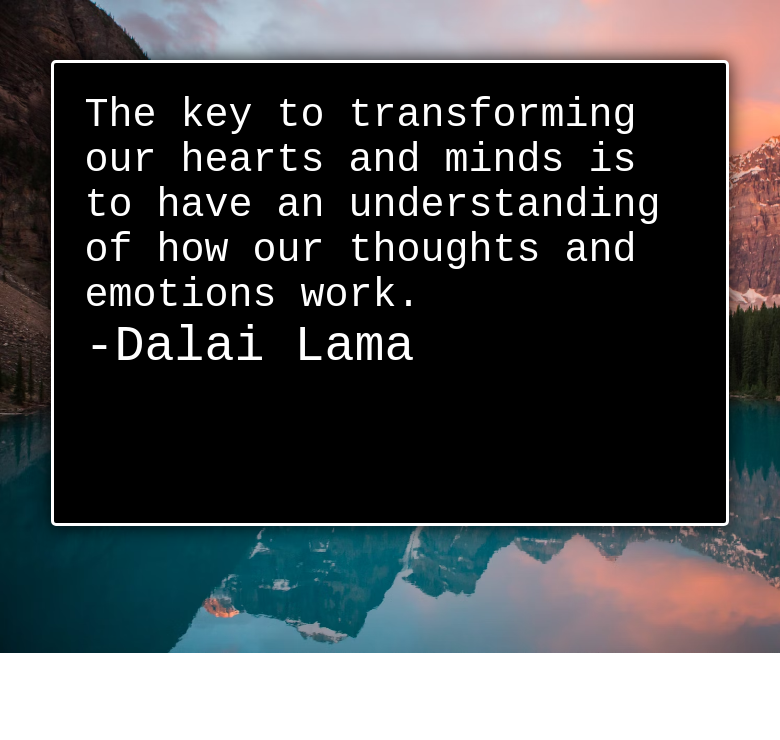 The key to transforming
our hearts and minds is
to have an understanding
of how our thoughts and
emotions work.
-Dalai Lama